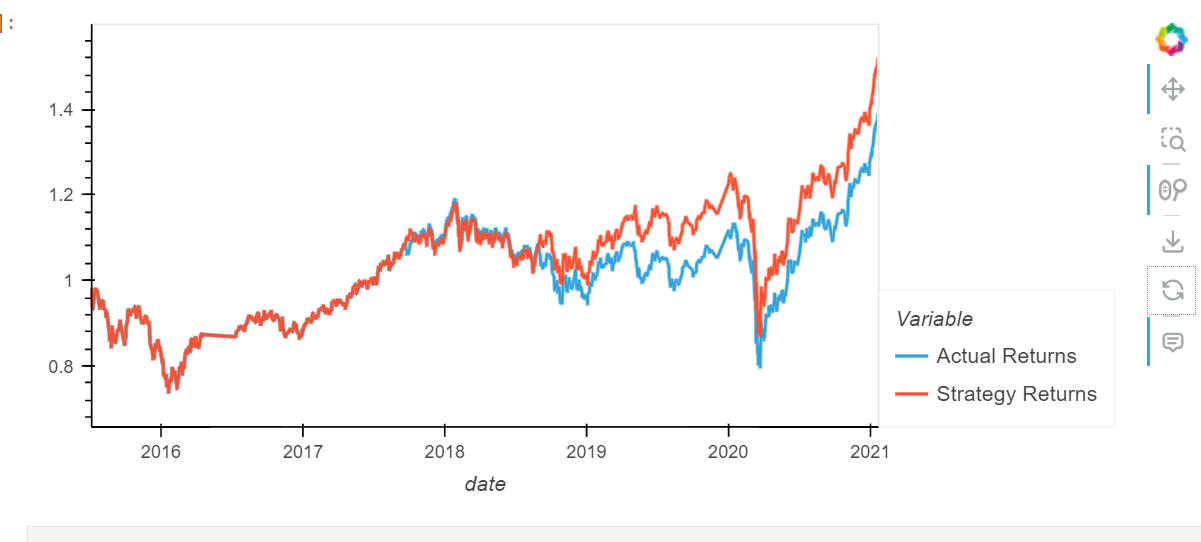 ]:
1.4
1.2
1
0.8
2016
2017
2018
2019
2020
2021
date
Variable
Actual Returns
Strategy Returns